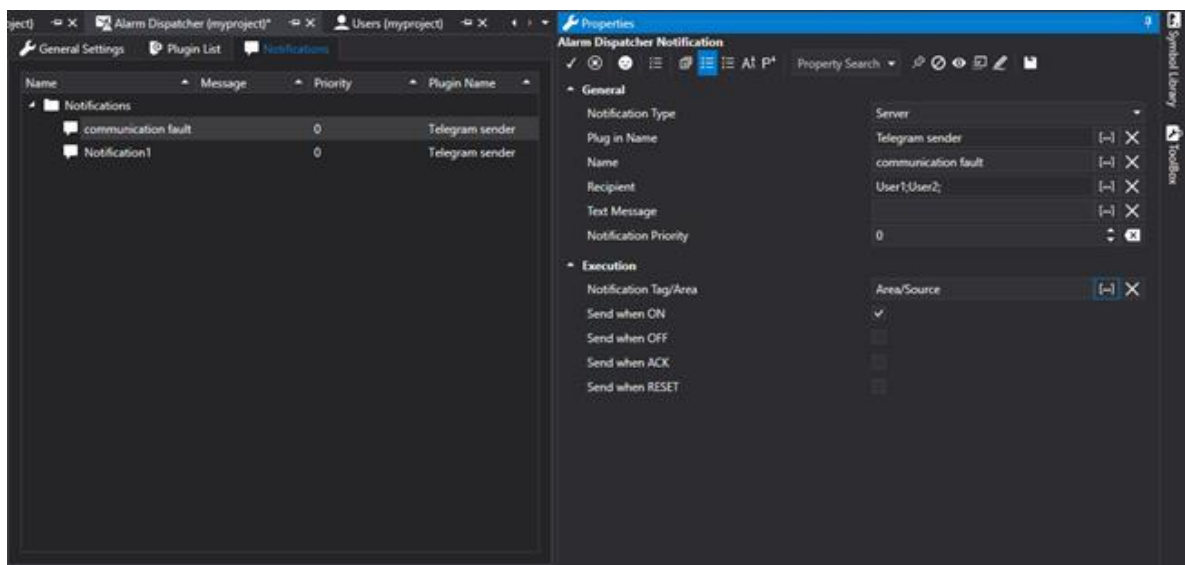 ject)
Alarm Dispatcher (myproject)*
Users (myproject)
General Settings
Plugin List
Notifications
Name
Message
Priority
Plugin Name
Notifications
communication fault
0
Telegram sender
Notification1
0
Telegram sender
Properties
Alarm Dispatcher Notification
Property Search
General
Notification Type
Server
Plug in Name
Telegram sender
Name
communication fault
Recipient
User1;User2;
Text Message
Notification Priority
0
Execution
Notification Tag/Area
Area/Source
Send when ON
Send when OFF
Send when ACK
Send when RESET
Symbol Library
ToolBox